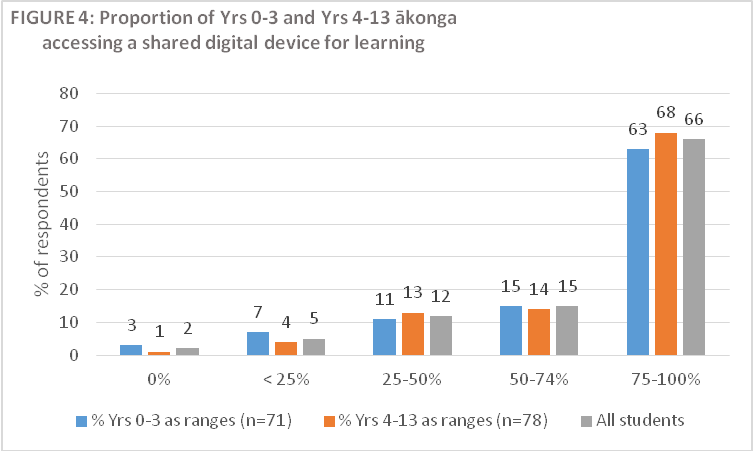 FIGURE 4: Proportion of Yrs 0-3 and Yrs 4-13 ākonga
accessing a shared digital device for learning
% of respondents
80
70
60
50
40
30
20
10
0
3 1 2
7 4 5
11 13 12
15 14 15
63 68 66
0% < 25% 25-50% 50-74% 75-100%
% Yrs 0-3 as ranges (n=71) % Yrs 4-13 as ranges (n=78) All students